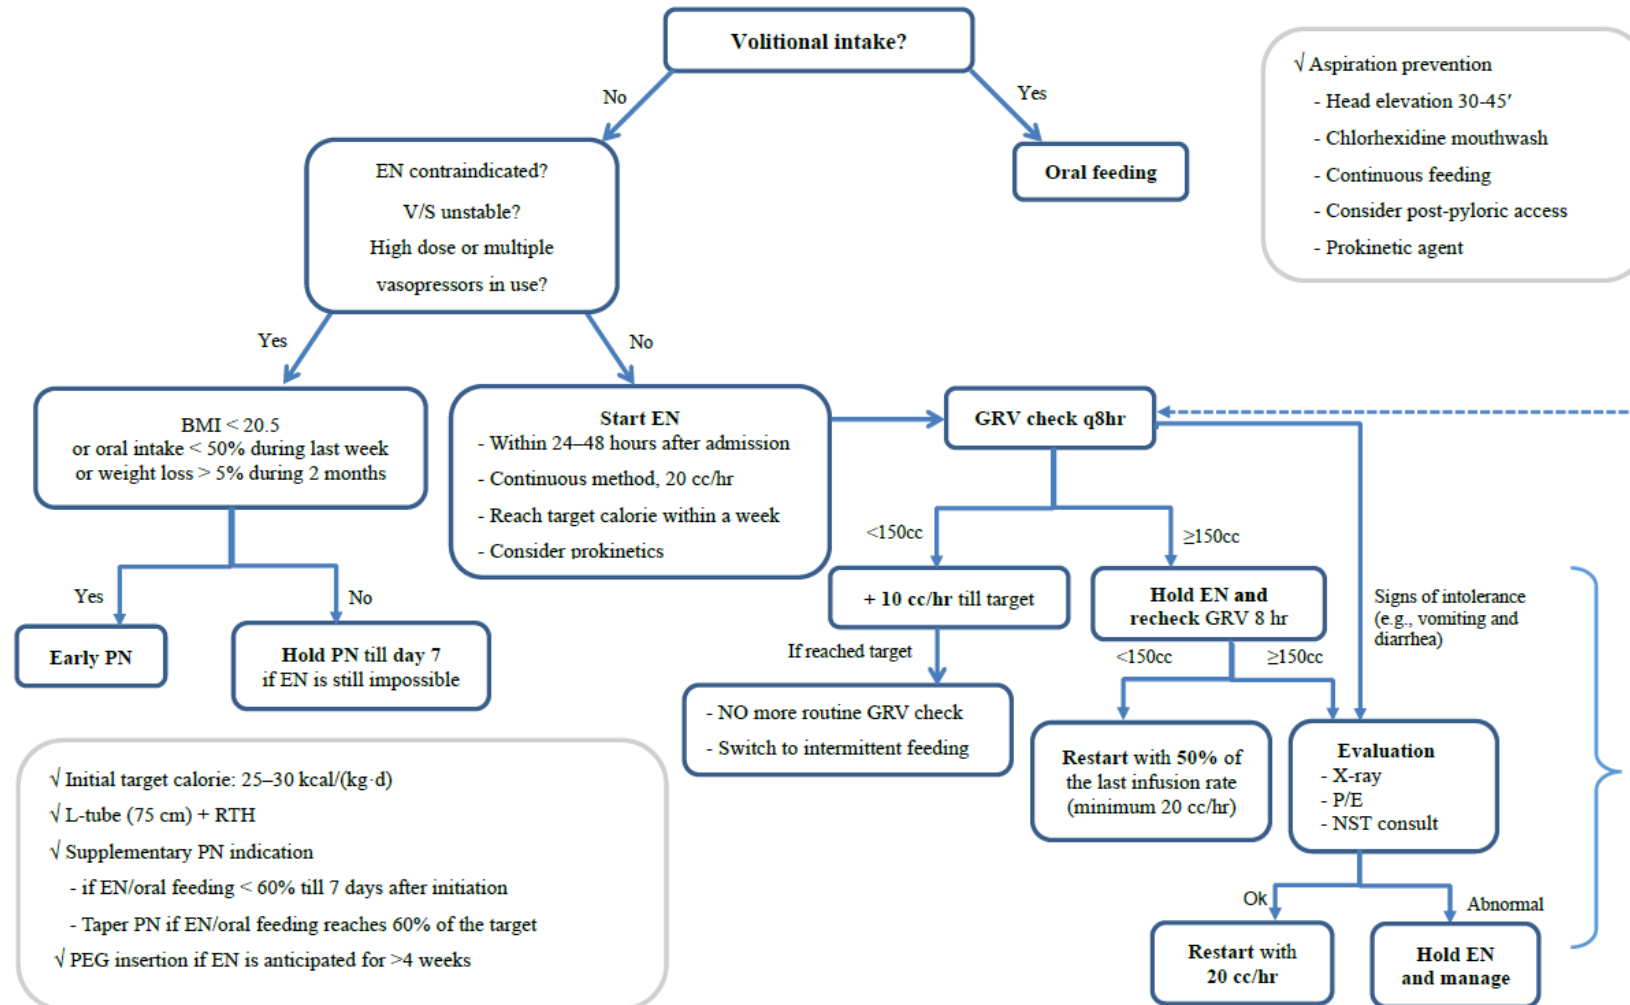 Volitional intake?
No
Yes
√ Aspiration prevention
- Head elevation 30-45′
- Chlorhexidine mouthwash
- Continuous feeding
- Consider post-pyloric access
- Prokinetic agent
EN contraindicated?
V/S unstable?
High dose or multiple
vasopressors in use?
Oral feeding
Yes
No
BMI < 20.5
or oral intake < 50% during last week
or weight loss > 5% during 2 months
Start EN
- Within 24–48 hours after admission
- Continuous method, 20 cc/hr
- Reach target calorie within a week
- Consider prokinetics
GRV check q8hr
<150cc
≥150cc
Yes
No
Early PN
Hold PN till day 7
if EN is still impossible
+ 10 cc/hr till target
Hold EN and
recheck GRV 8 hr
Signs of intolerance
(e.g., vomiting and
diarrhea)
If reached target
<150cc
≥150cc
- NO more routine GRV check
- Switch to intermittent feeding
Restart with 50% of
the last infusion rate
(minimum 20 cc/hr)
Evaluation
- X-ray
- P/E
- NST consult
Ok
Abnormal
Restart with
20 cc/hr
Hold EN
and manage
√ Initial target calorie: 25–30 kcal/(kg·d)
√ L-tube (75 cm) + RTH
√ Supplementary PN indication
- if EN/oral feeding < 60% till 7 days after initiation
- Taper PN if EN/oral feeding reaches 60% of the target
√ PEG insertion if EN is anticipated for >4 weeks